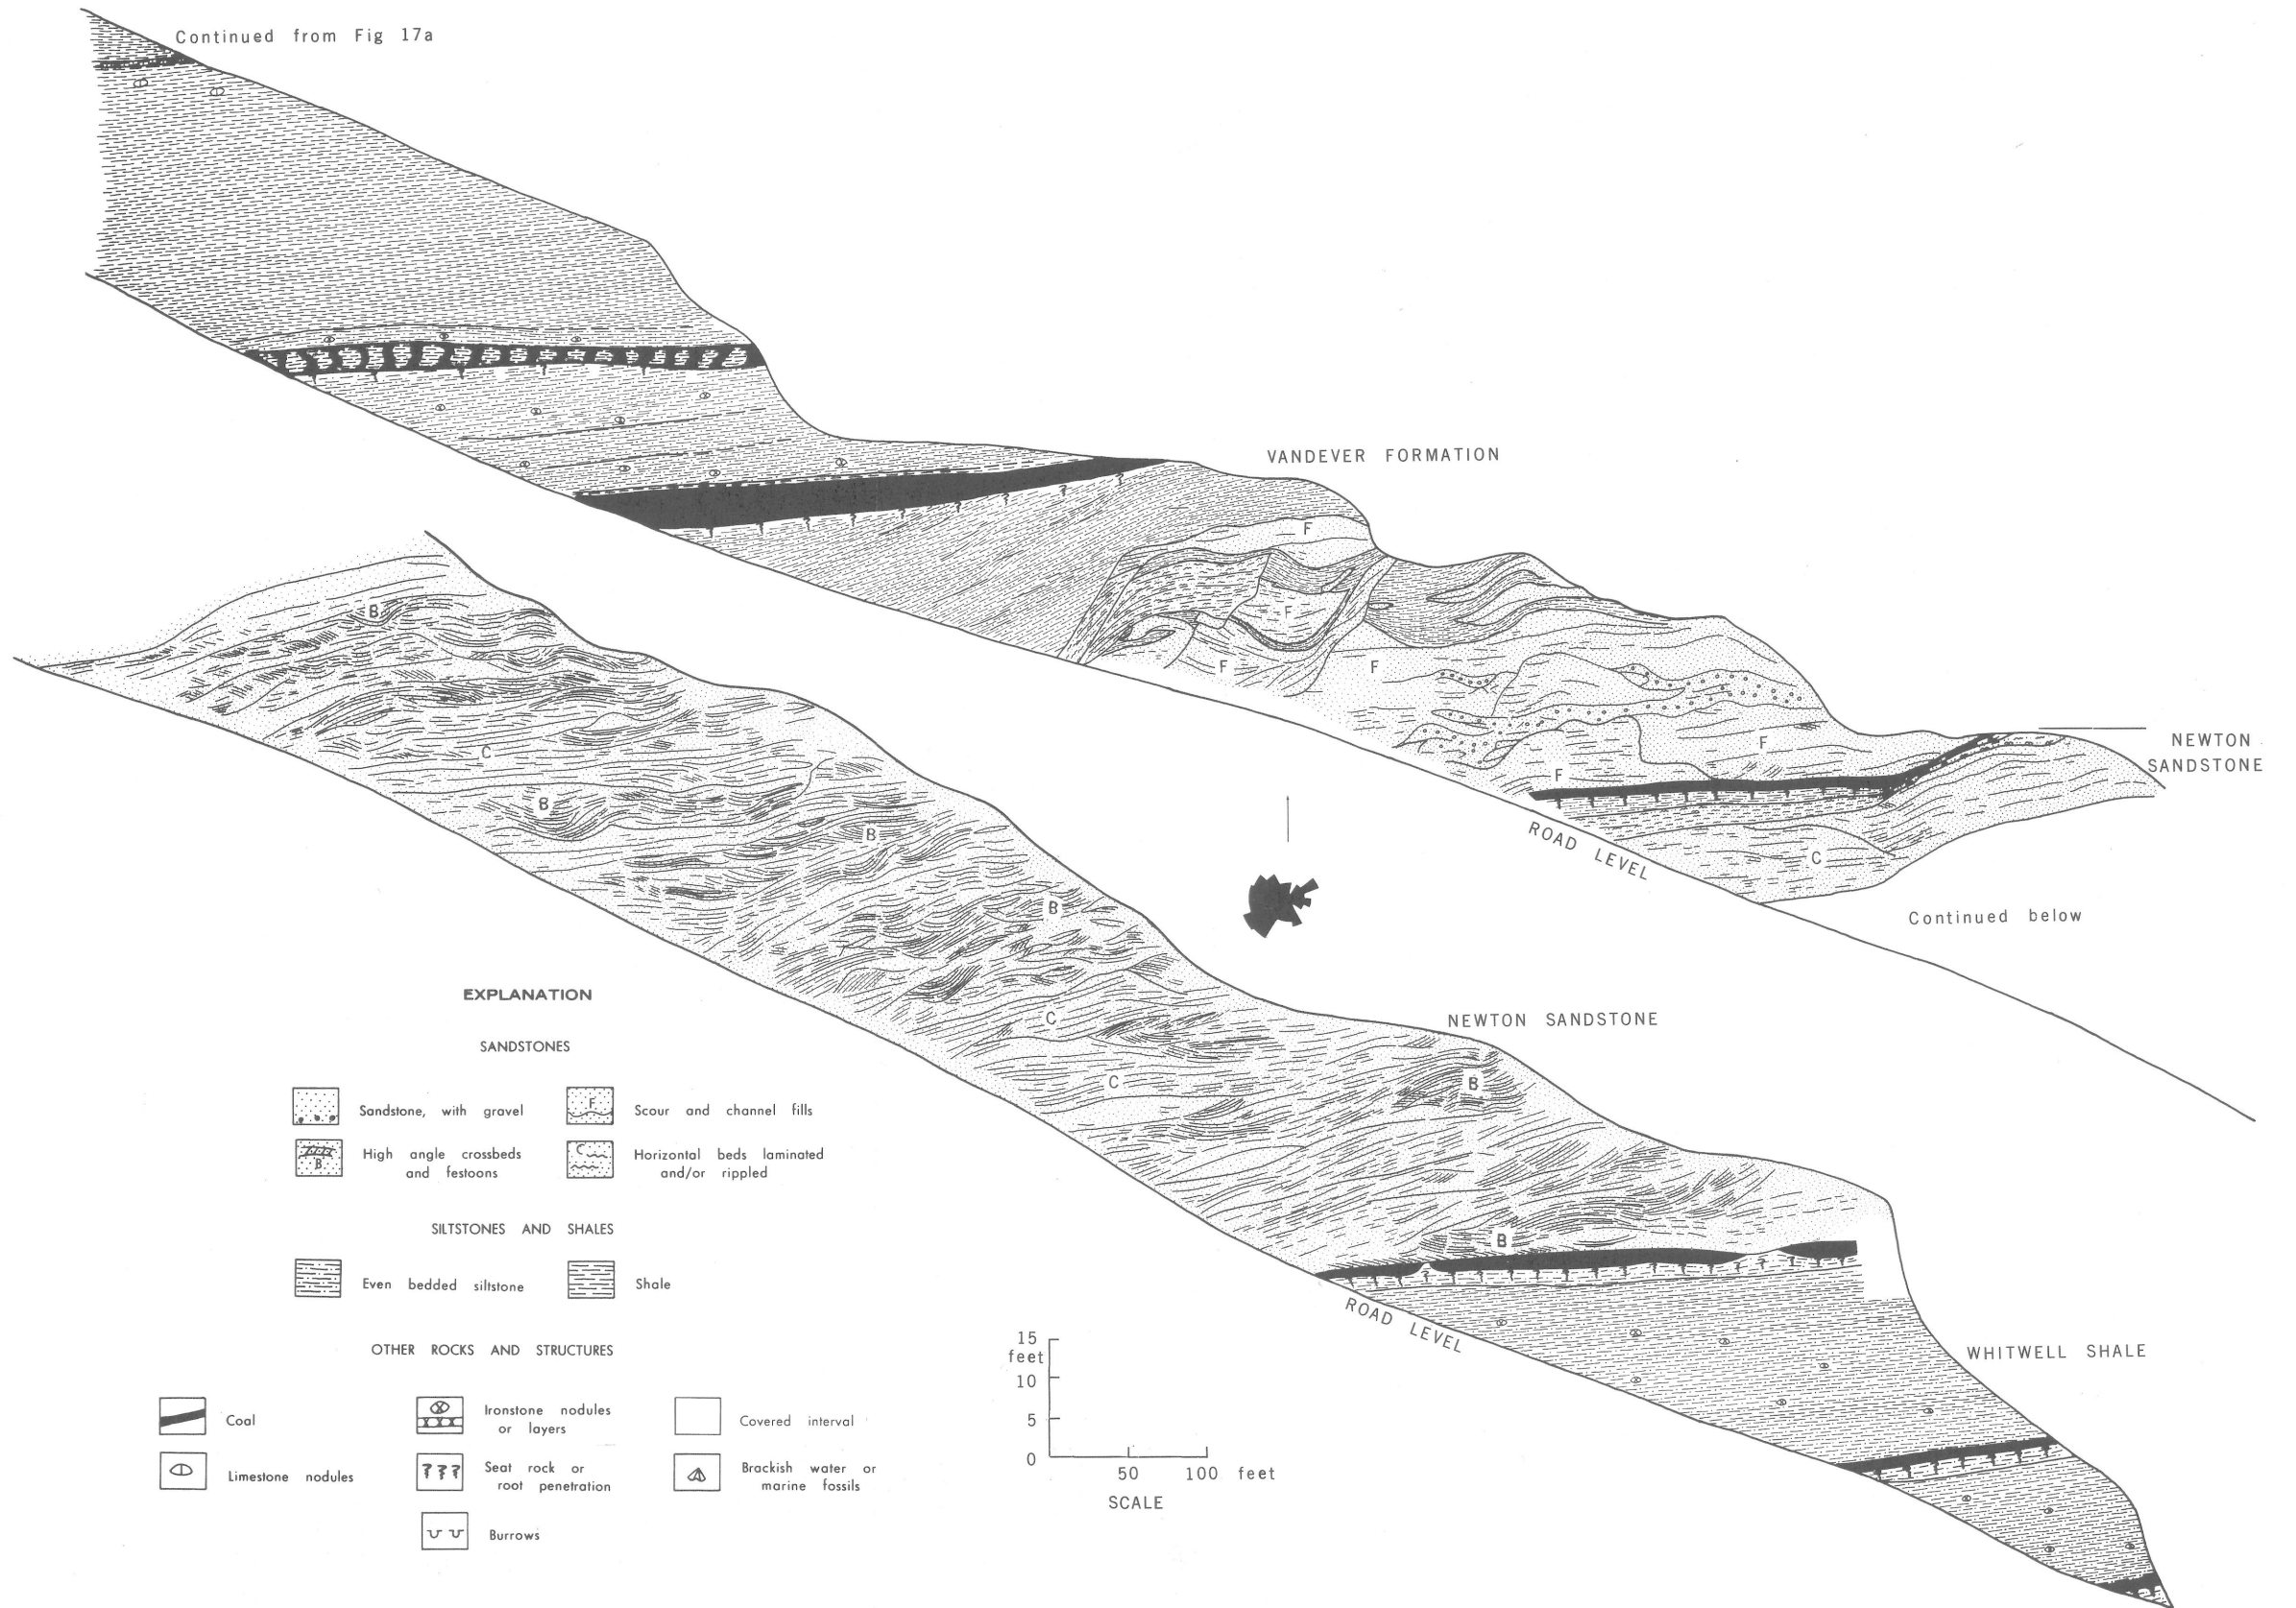 Continued from Fig 17a
VANDEVER FORMATION
F
F
F
F
F
F
NEWTON
SANDSTONE
C
ROAD LEVEL
Continued below
B
C
B
B
B
C
C
NEWTON SANDSTONE
B
B
ROAD LEVEL
WHITWELL SHALE
EXPLANATION
SANDSTONES
Sandstone, with gravel
F
Scour and channel fills
B
High angle crossbeds
and festoons
C
Horizontal beds laminated
and/or rippled
SILTSTONES AND SHALES
Even bedded siltstone
Shale
OTHER ROCKS AND STRUCTURES
Coal
Ironstone nodules
or layers
Covered interval
Limestone nodules
Seat rock or
root penetration
Brackish water or
marine fossils
Burrows
15
feet
10
5
0
50 100 feet
SCALE